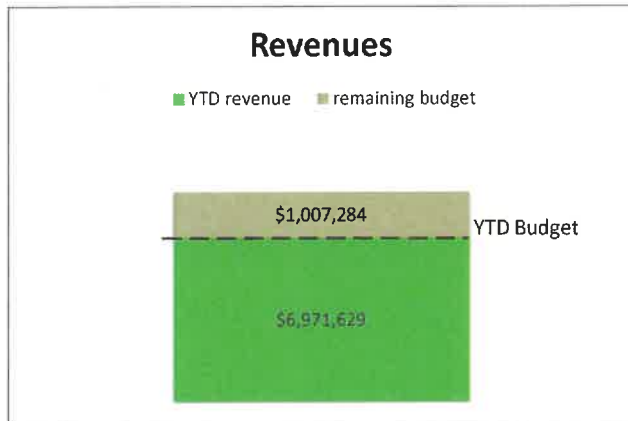 Revenues
YTD revenue remaining budget
$1,007,284
YTD Budget
$6,971,629